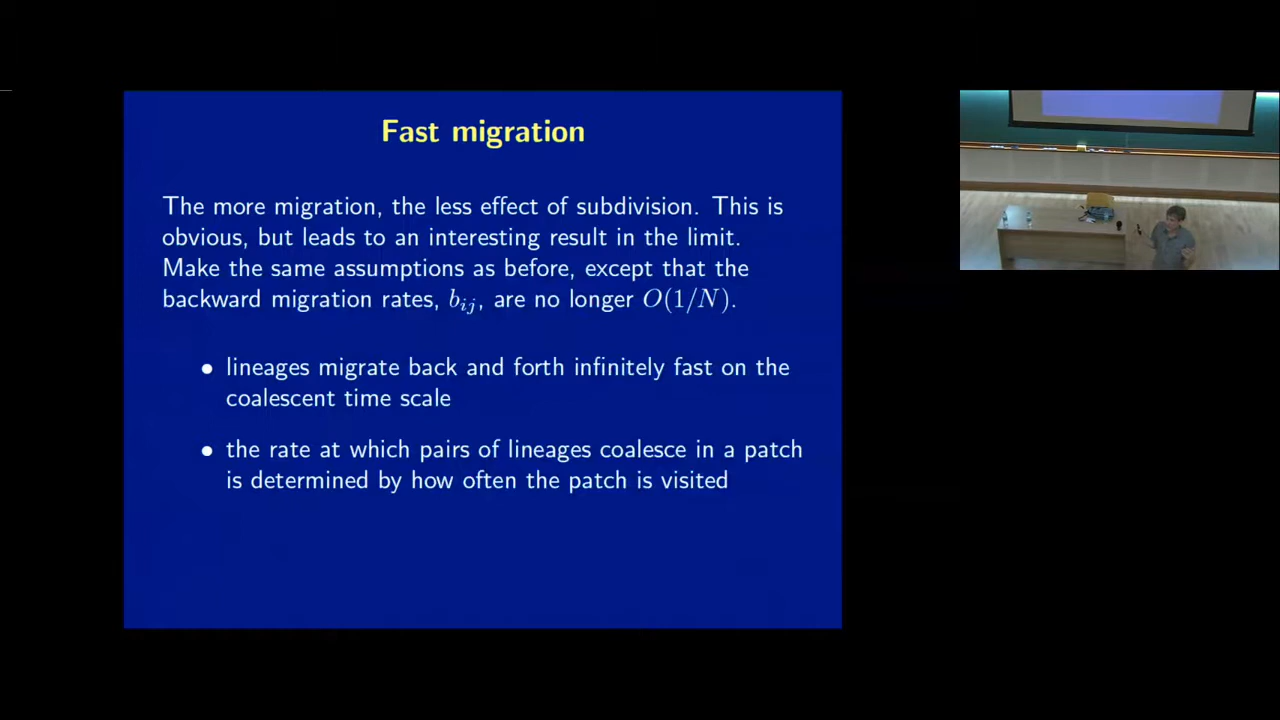 Fast migration
The more migration, the less effect of subdivision. This is
obvious, but leads to an interesting result in the limit.
Make the same assumptions as before, except that the
backward migration rates, b_{ij}, are no longer O(1/N).
• lineages migrate back and forth infinitely fast on the
coalescent time scale
• the rate at which pairs of lineages coalesce in a patch
is determined by how often the patch is visited